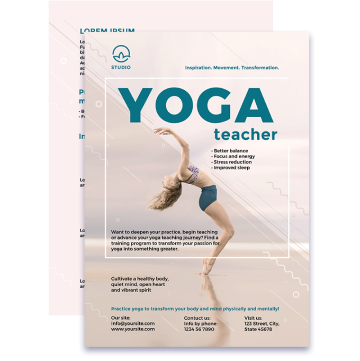 LOREM IPSUM
STUDIO
Inspiration. Movement. Transformation.
YOGA
teacher
- Better balance
- Focus and energy
- Stress reduction
- Improved sleep
Want to deepen your practice, begin teaching
or advance your yoga teaching journey? Find a
training program to transform your passion for
yoga into something greater.
Cultivate a healthy body,
quiet mind, open heart
and vibrant spirit
Practice yoga to transform your body and mind physically and mentally!
Our site
info@yoursite.com
www.yoursite.com
Contact us:
Info by phone:
1234 56 7890
Visit us:
123 Street, City,
State 45678